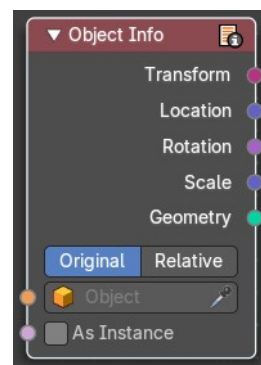 Object Info
Transform
Location
Rotation
Scale
Geometry
Original Relative
Object
As Instance